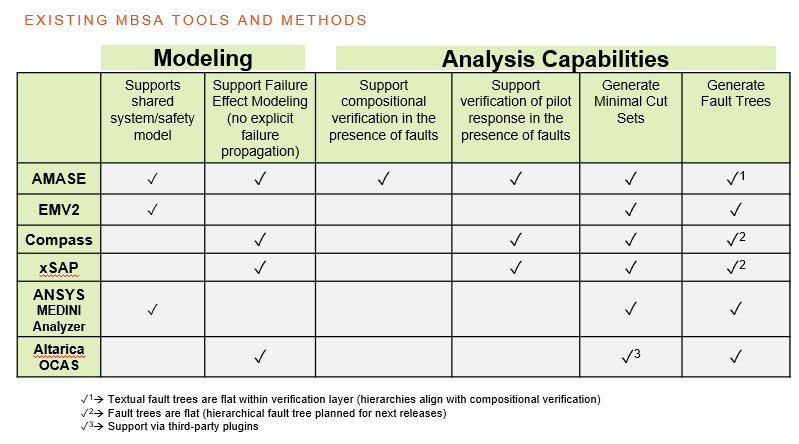 EXISTING MBSA TOOLS AND METHODS
Modeling
Analysis Capabilities
Supports
shared
system/safety
model
Support Failure
Effect Modeling
(no explicit
failure
propagation)
Support
compositional
verification in the
presence of faults
Support
verification of pilot
response in the
presence of faults
Generate
Minimal Cut
Sets
Generate
Fault Trees
AMASE ✓ ✓ ✓ ✓ ✓ ✓1
EMV2 ✓ ✓ ✓
Compass ✓ ✓ ✓ ✓2
xSAP ✓ ✓ ✓ ✓2
ANSYS
MEDINI
Analyzer
✓ ✓ ✓
Altarica
OCAS
✓ ✓3 ✓
✓1→ Textual fault trees are flat within verification layer (hierarchies align with compositional verification)
✓2→ Fault trees are flat (hierarchical fault tree planned for next releases)
✓3→ Support via third-party plugins